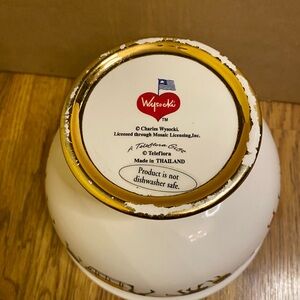 Wysocki
TM
© Charles Wysocki.
Licensed through Mosaic Licensing,Inc.
A Teleflora Gift
© Teleflora
Made in THAILAND
Product is not
dishwasher safe.